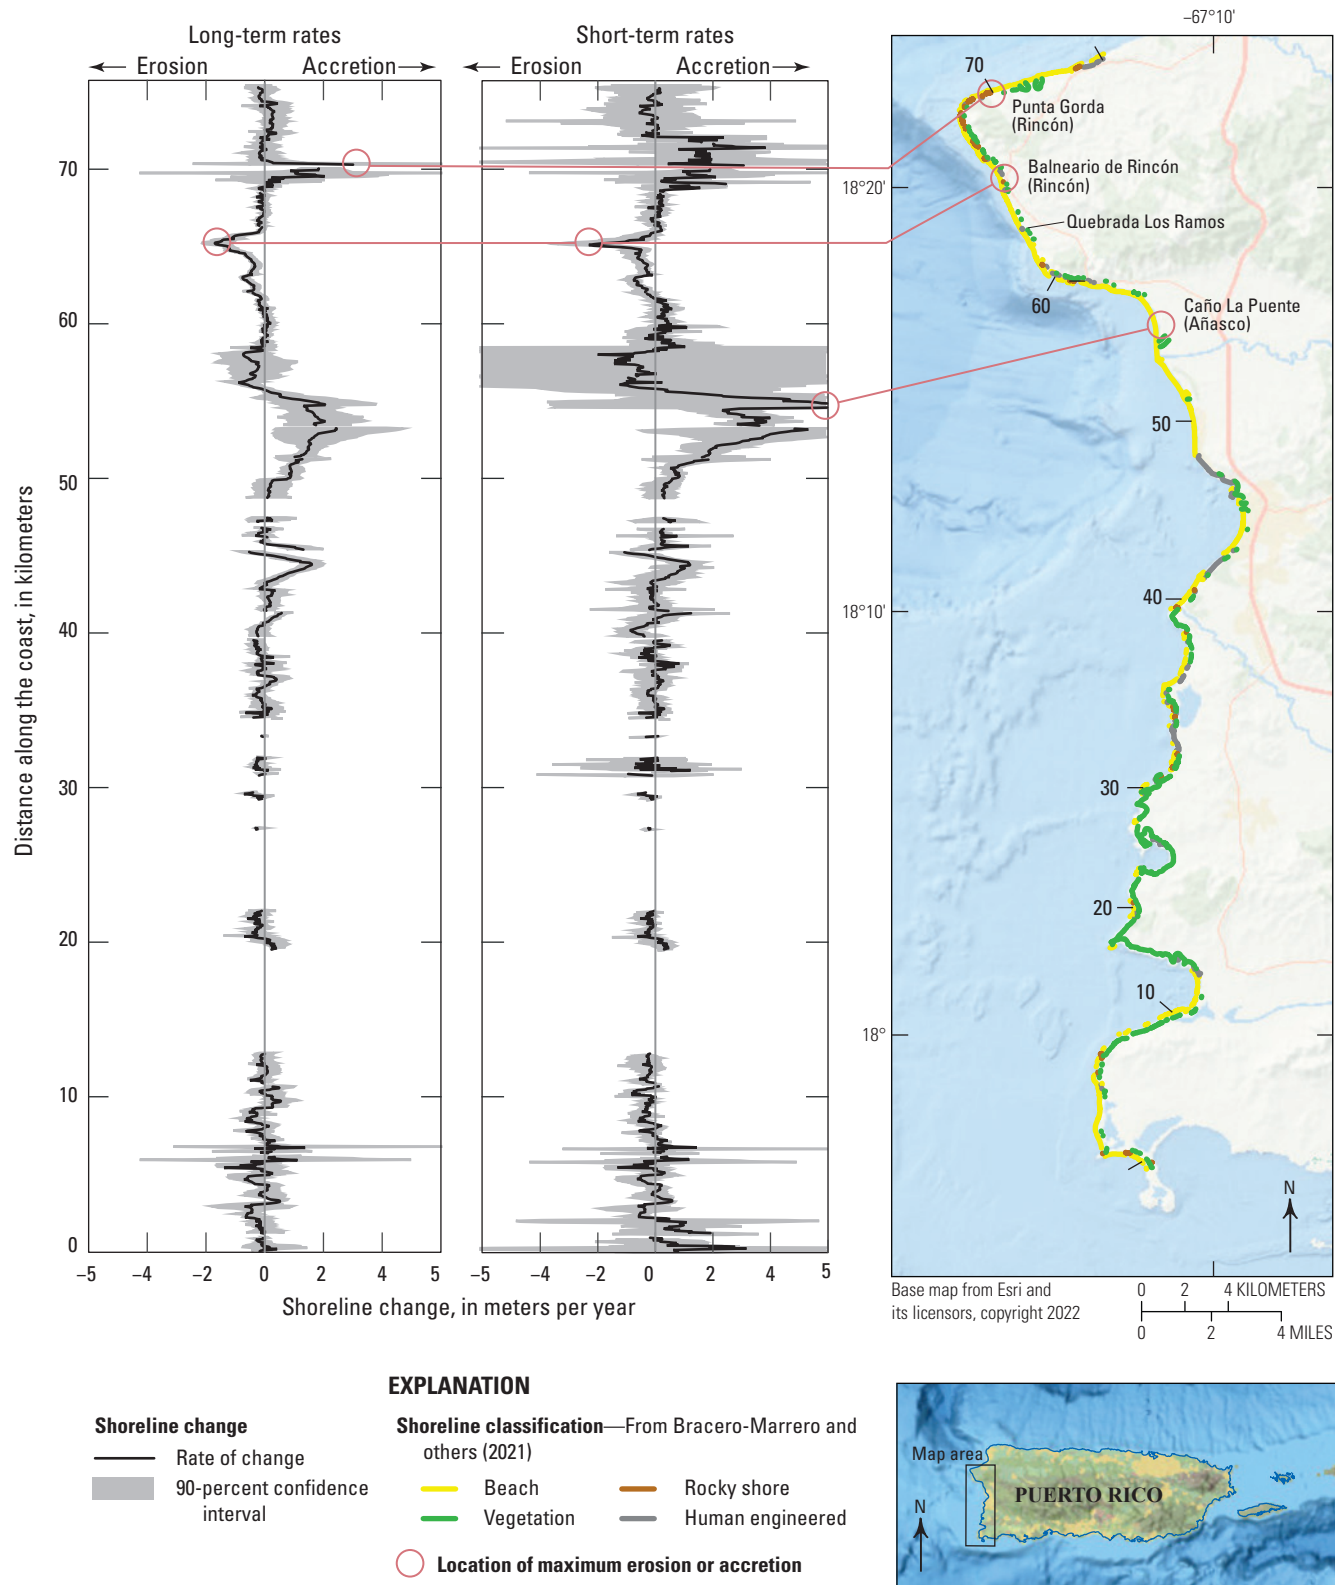 Long-term rates
Erosion Accretion
Short-term rates
Erosion Accretion
Distance along the coast, in kilometers
70
60
50
40
30
20
10
0
−5 −4 −2 0 2 4 5
−5 −4 −2 0 2 4 5
Shoreline change, in meters per year
−67°10'
18°20'
18°10'
18°
70
Punta Gorda
(Rincón)
Balneario de Rincón
(Rincón)
Quebrada Los Ramos
60
Caño La Puente
(Añasco)
50
40
30
20
10
N
Base map from Esri and
its licensors, copyright 2022
0 2 4 KILOMETERS
0 2 4 MILES
EXPLANATION
Shoreline change
Rate of change
90-percent confidence
interval
Shoreline classification—From Bracero-Marrero and
others (2021)
Beach
Vegetation
Rocky shore
Human engineered
Location of maximum erosion or accretion
Map area
PUERTO RICO
N